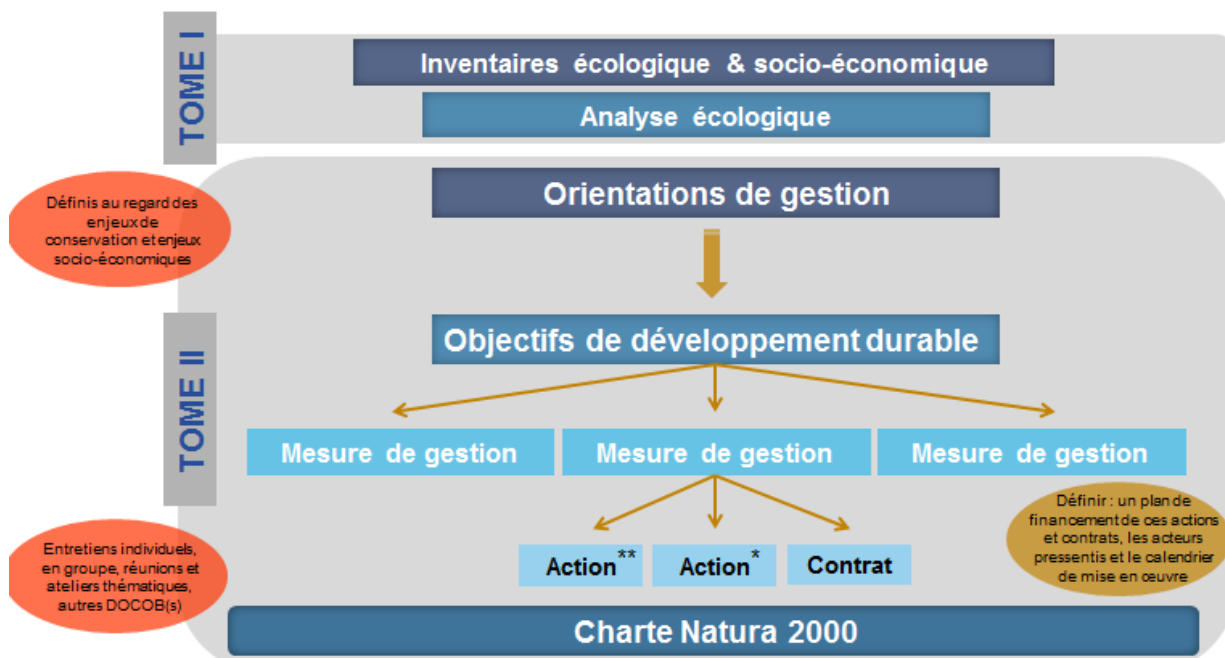 TOME I
Inventaires écologique & socio-économique
Analyse écologique
Orientations de gestion
Définis au regard des
enjeux de
conservation et enjeux
socio-économiques
Objectifs de développement durable
TOME II
Mesure de gestion
Mesure de gestion
Mesure de gestion
Définir : un plan de
financement de ces actions
et contrats, les acteurs
pressentis et le calendrier
de mise en œuvre
Entretiens individuels,
en groupe, réunions et
ateliers thématiques,
autres DOCOB(s)
Action**
Action*
Contrat
Charte Natura 2000